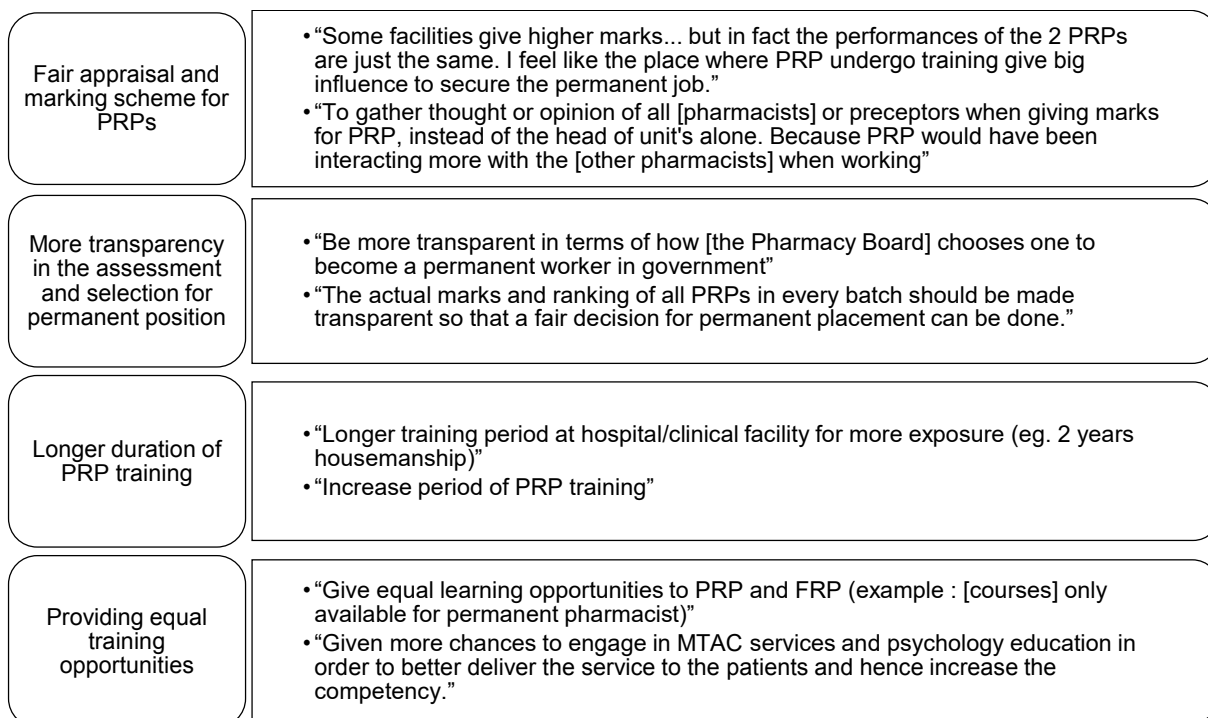 Fair appraisal and
marking scheme for
PRPs
• “Some facilities give higher marks... but in fact the performances of the 2 PRPs
are just the same. I feel like the place where PRP undergo training give big
influence to secure the permanent job.”
• “To gather thought or opinion of all [pharmacists] or preceptors when giving marks
for PRP, instead of the head of unit's alone. Because PRP would have been
interacting more with the [other pharmacists] when working”
More transparency
in the assessment
and selection for
permanent position
• “Be more transparent in terms of how [the Pharmacy Board] chooses one to
become a permanent worker in government”
• “The actual marks and ranking of all PRPs in every batch should be made
transparent so that a fair decision for permanent placement can be done.”
Longer duration of
PRP training
• “Longer training period at hospital/clinical facility for more exposure (eg. 2 years
housemanship)”
• “Increase period of PRP training”
Providing equal
training
opportunities
• “Give equal learning opportunities to PRP and FRP (example : [courses] only
available for permanent pharmacist)”
• “Given more chances to engage in MTAC services and psychology education in
order to better deliver the service to the patients and hence increase the
competency.”